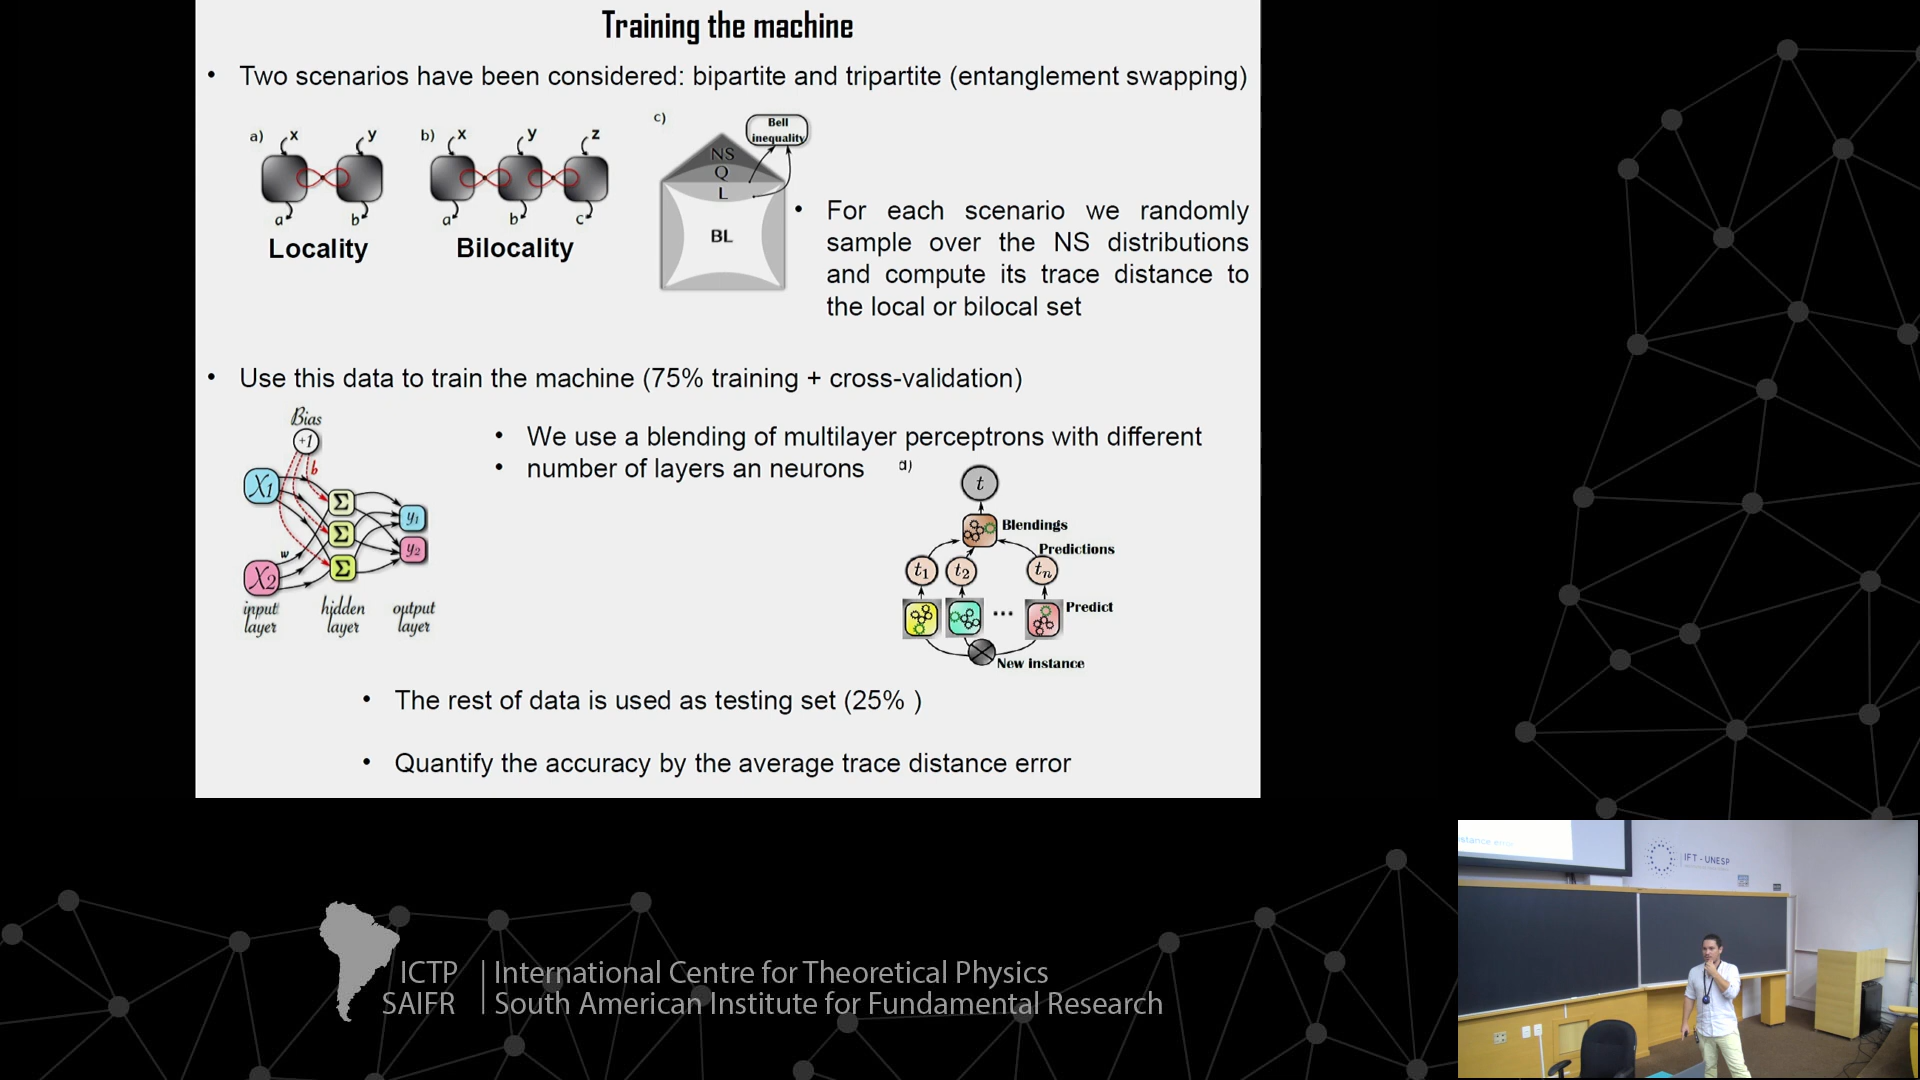 Training the machine
• Two scenarios have been considered: bipartite and tripartite (entanglement swapping)
a) x y
a b
Locality
b) x y z
a b c
Bilocality
c)
Bell
inequality
NS
Q
L
BL
• For each scenario we randomly
sample over the NS distributions
and compute its trace distance to
the local or bilocal set
• Use this data to train the machine (75% training + cross-validation)
Bias
+1
b
X1
X2
w
Σ
Σ
Σ
y1
y2
input layer
hidden layer
output layer
• We use a blending of multilayer perceptrons with different
• number of layers an neurons
d)
t
Blendings
Predictions
t1 t2 tn
... Predict
New instance
• The rest of data is used as testing set (25% )
• Quantify the accuracy by the average trace distance error
ICTP | International Centre for Theoretical Physics
SAIFR | South American Institute for Fundamental Research
stance error
IFT - UNESP